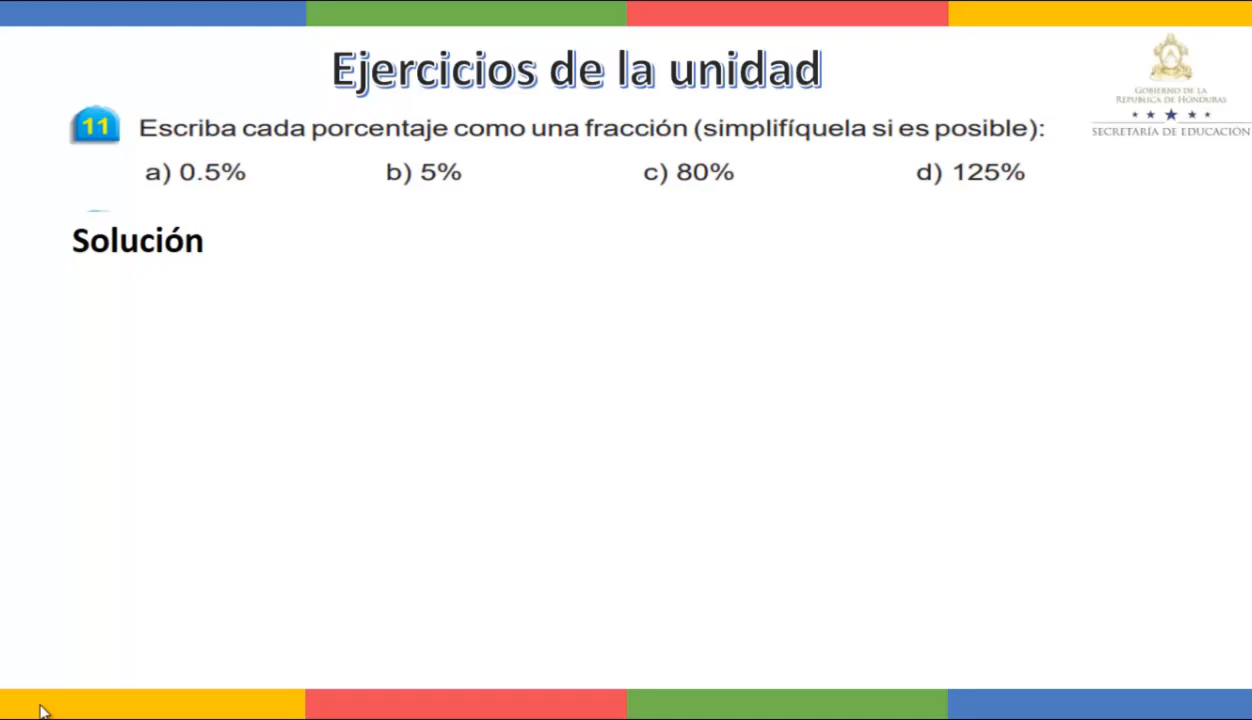 Ejercicios de la unidad
GOBIERNO DE LA
REPÚBLICA DE HONDURAS
SECRETARÍA DE EDUCACIÓN
11 Escriba cada porcentaje como una fracción (simplifíquela si es posible):
a) 0.5% b) 5% c) 80% d) 125%
Solución